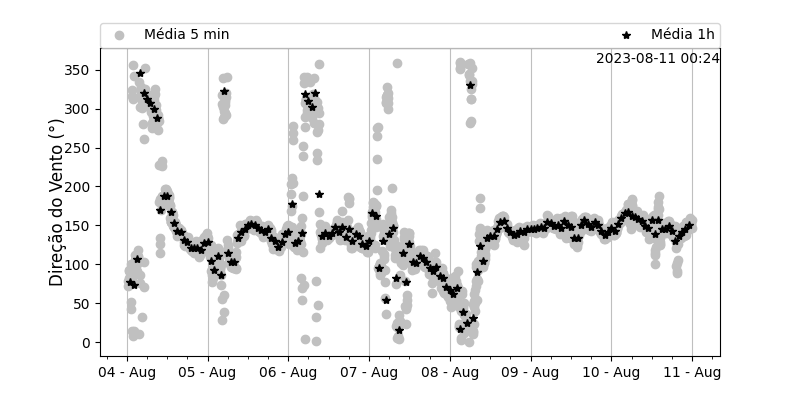 Média 5 min
Média 1h
2023-08-11 00:24
Direção do Vento (°)
350
300
250
200
150
100
50
0
04 - Aug
05 - Aug
06 - Aug
07 - Aug
08 - Aug
09 - Aug
10 - Aug
11 - Aug